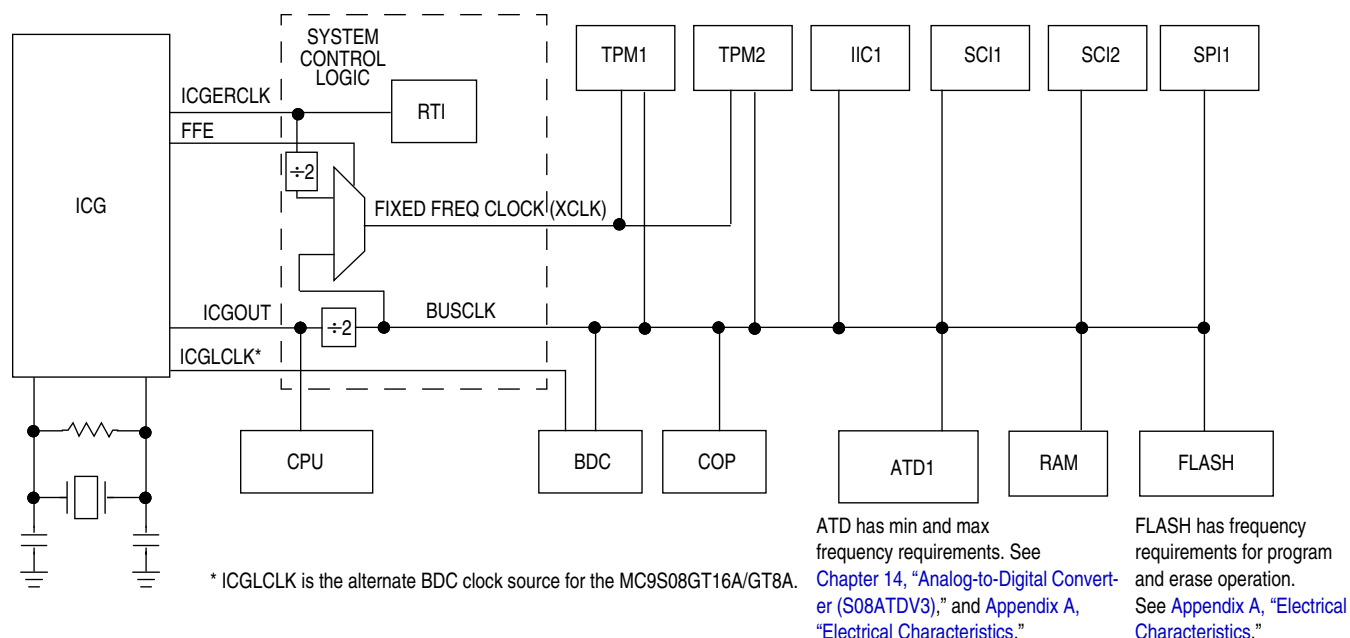 SYSTEM
CONTROL
LOGIC
TPM1
TPM2
IIC1
SCI1
SCI2
SPI1
ICGERCLK
RTI
FFE
÷2
ICG
FIXED FREQ CLOCK (XCLK)
ICGOUT
÷2
BUSCLK
ICGLCLK*
CPU
BDC
COP
ATD1
RAM
FLASH
ATD has min and max
frequency requirements. See
Chapter 14, “Analog-to-Digital Convert-
er (S08ATDV3),” and Appendix A,
“Electrical Characteristics.”
FLASH has frequency
requirements for program
and erase operation.
See Appendix A, “Electrical
Characteristics.”
* ICGLCLK is the alternate BDC clock source for the MC9S08GT16A/GT8A.